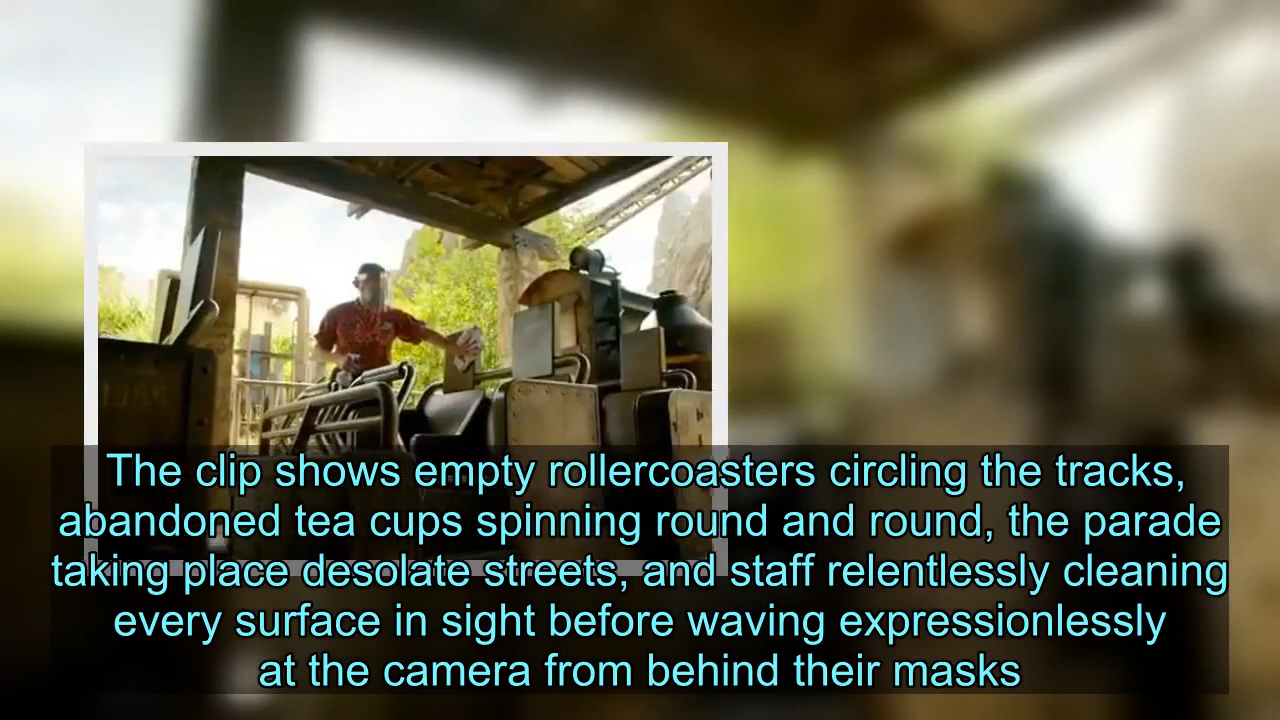 The clip shows empty rollercoasters circling the tracks,
abandoned tea cups spinning round and round, the parade
taking place desolate streets, and staff relentlessly cleaning
every surface in sight before waving expressionlessly
at the camera from behind their masks